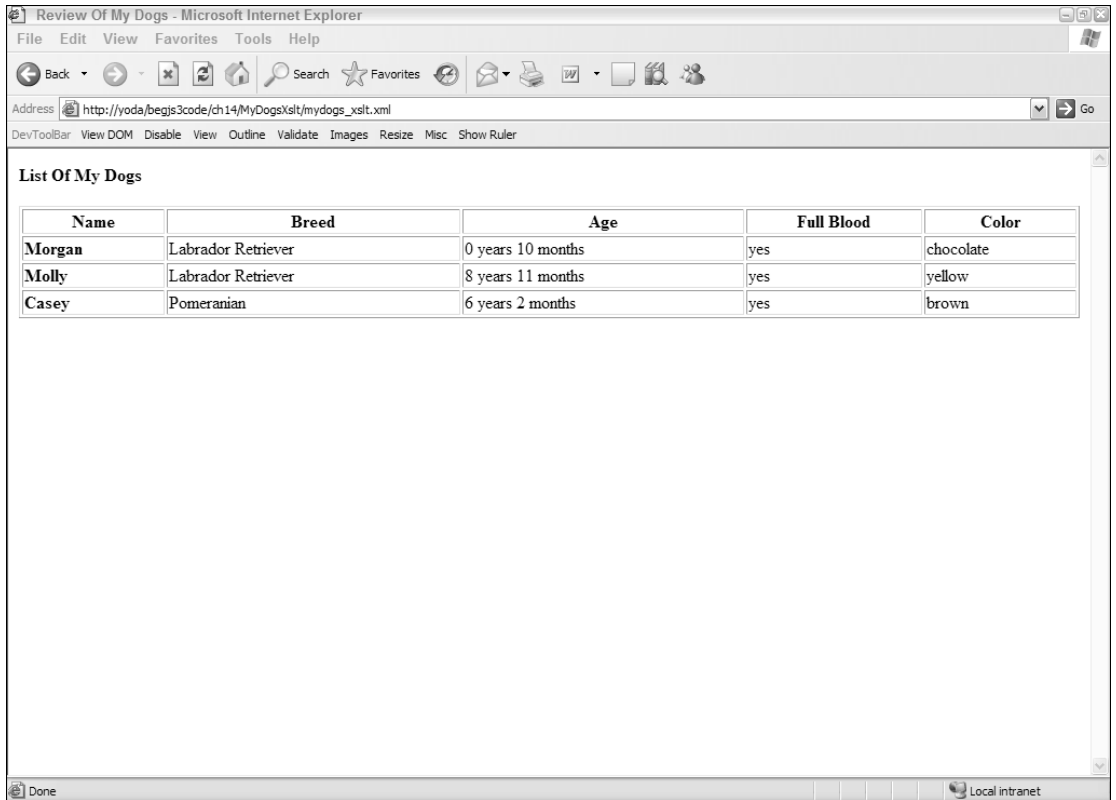 Review Of My Dogs - Microsoft Internet Explorer
File Edit View Favorites Tools Help
Back Search Favorites W
Address http://yoda/begjs3code/ch14/MyDogsXslt/mydogs_xslt.xml Go
DevToolBar View DOM Disable View Outline Validate Images Resize Misc Show Ruler
List Of My Dogs
Name Breed Age Full Blood Color
Morgan Labrador Retriever 0 years 10 months yes chocolate
Molly Labrador Retriever 8 years 11 months yes yellow
Casey Pomeranian 6 years 2 months yes brown
Done Local intranet